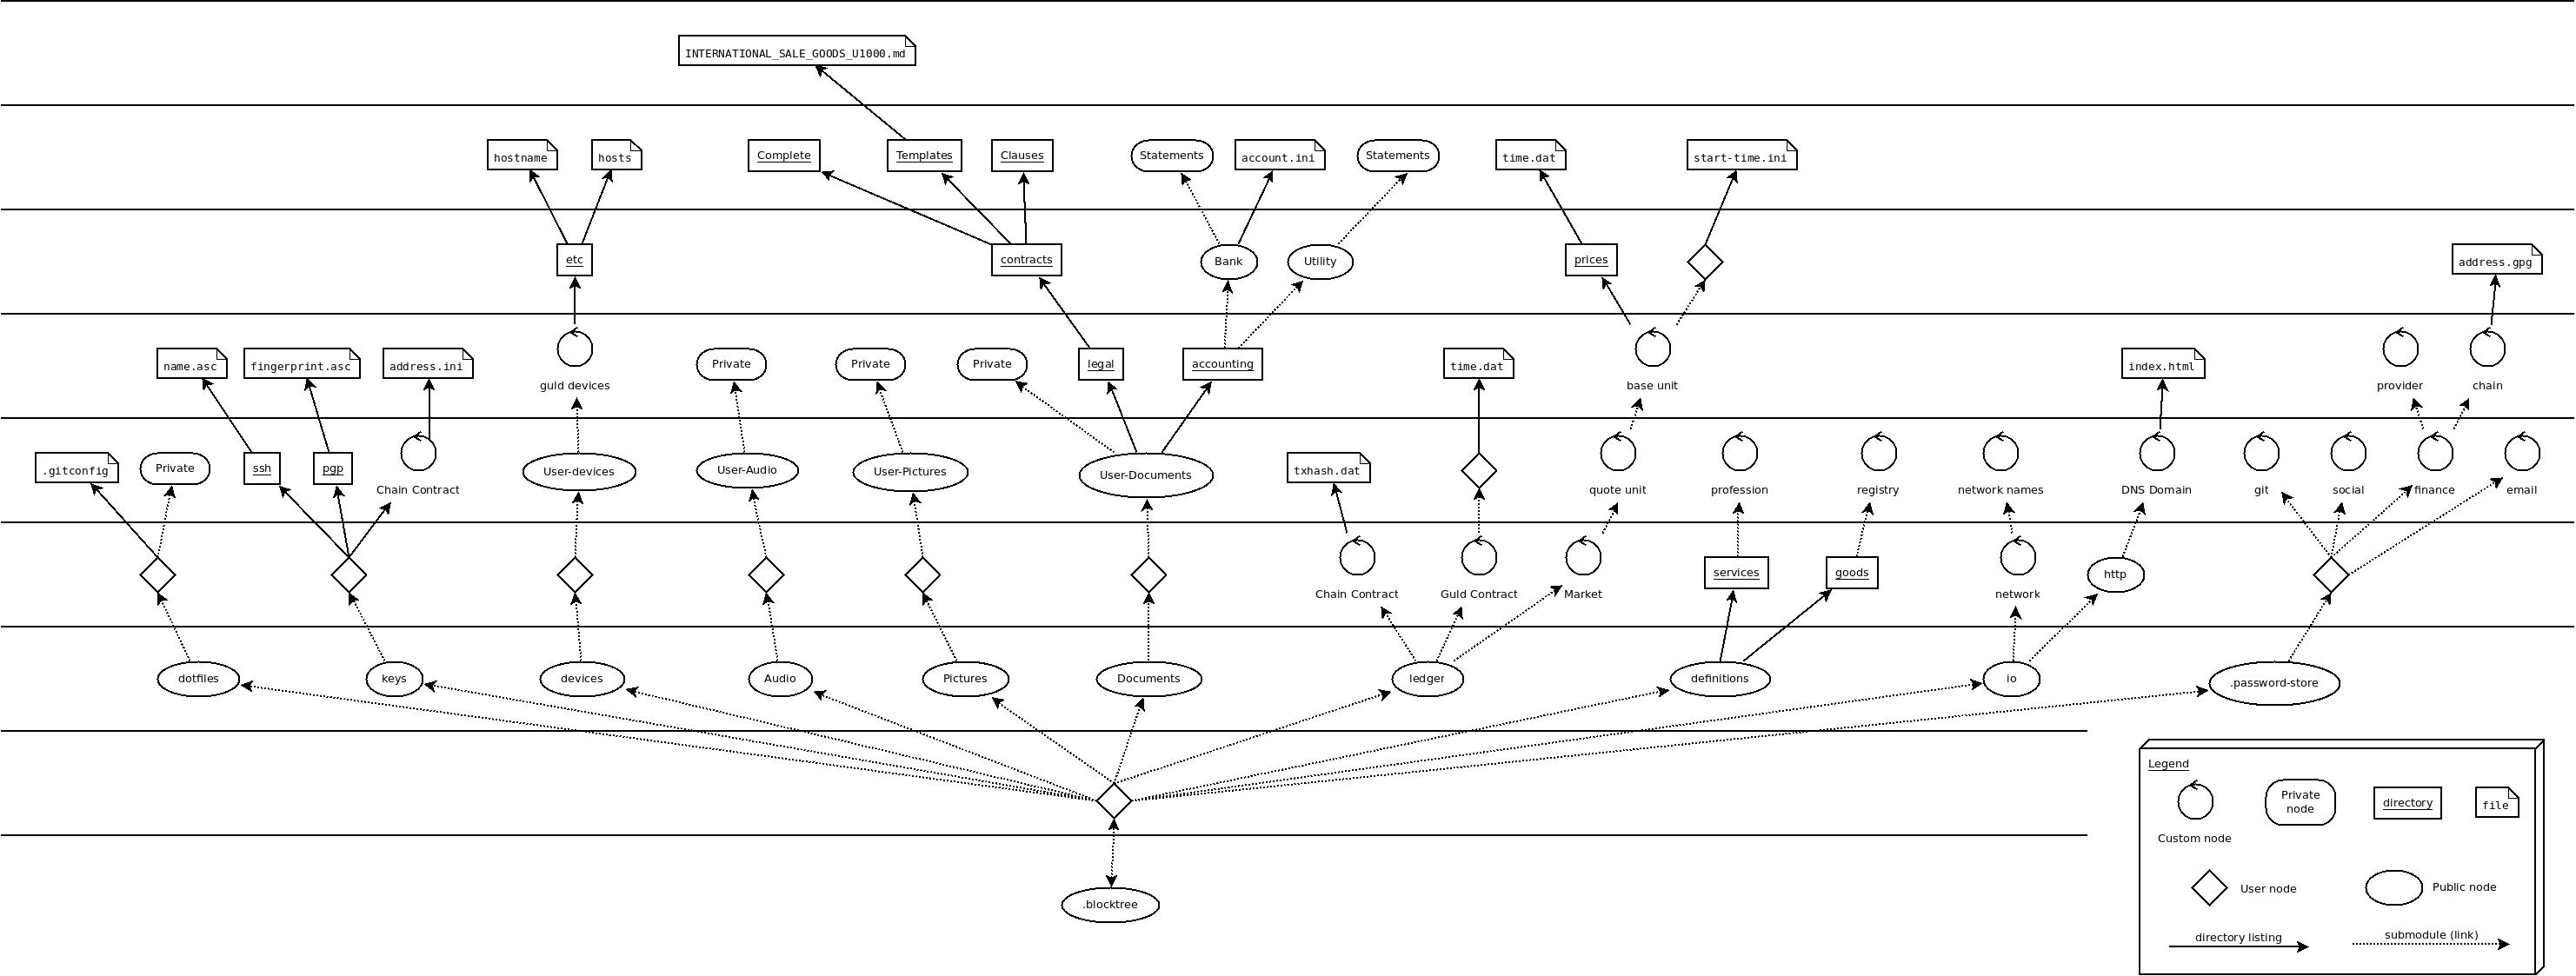 INTERNATIONAL_SALE_GOODS_U1000.md
hostname
hosts
Complete
Templates
Clauses
Statements
account.ini
Statements
time.dat
start-time.ini
etc
contracts
Bank
Utility
prices
address.gpg
name.asc
fingerprint.asc
address.ini
guld devices
Private
Private
Private
legal
accounting
time.dat
base unit
index.html
provider
chain
.gitconfig
Private
ssh
pgp
Chain Contract
User-devices
User-Audio
User-Pictures
User-Documents
txhash.dat
quote unit
profession
registry
network names
DNS Domain
git
social
finance
email
Chain Contract
Guld Contract
Market
services
goods
network
http
dotfiles
keys
devices
Audio
Pictures
Documents
ledger
definitions
io
.password-store
.blocktree
Legend
Custom node
Private
node
directory
file
User node
Public node
directory listing
submodule (link)